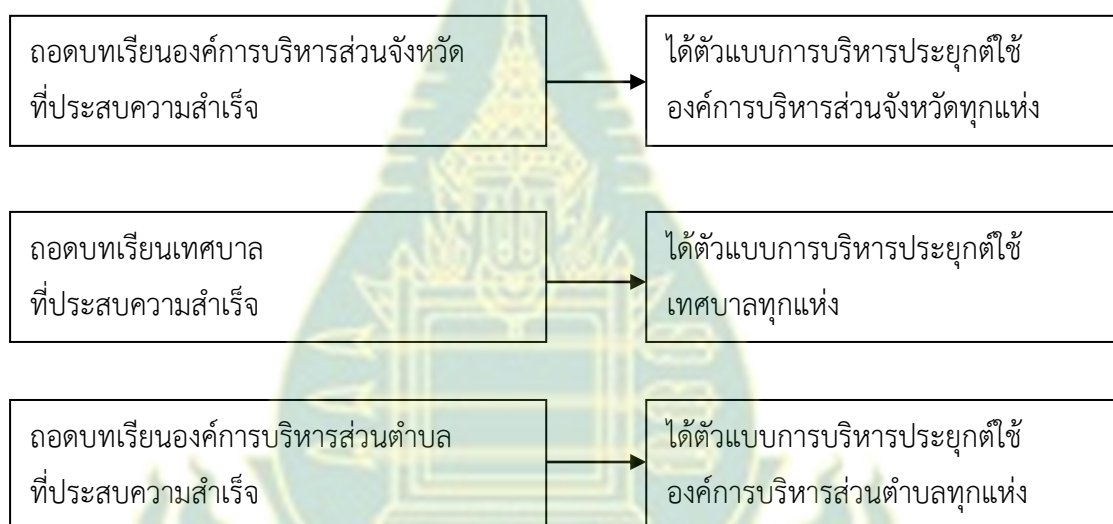 ถอดบทเรียนองค์การบริหารส่วนจังหวัด
ที่ประสบความสำเร็จ
ได้ตัวแบบการบริหารประยุกต์ใช้
องค์การบริหารส่วนจังหวัดทุกแห่ง
ถอดบทเรียนเทศบาล
ที่ประสบความสำเร็จ
ได้ตัวแบบการบริหารประยุกต์ใช้
เทศบาลทุกแห่ง
ถอดบทเรียนองค์การบริหารส่วนตำบล
ที่ประสบความสำเร็จ
ได้ตัวแบบการบริหารประยุกต์ใช้
องค์การบริหารส่วนตำบลทุกแห่ง